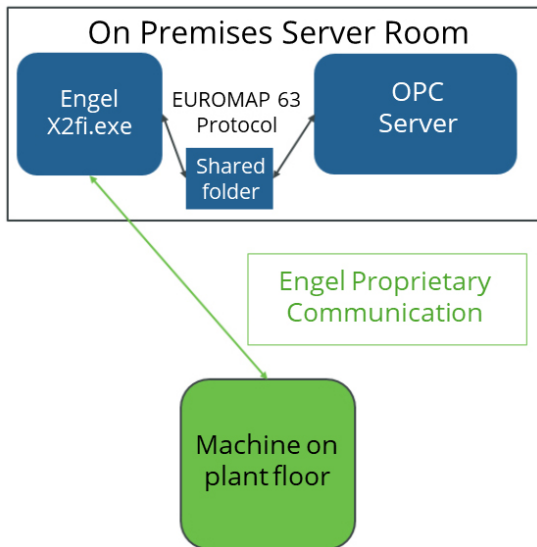 On Premises Server Room
Engel
X2fi.exe
EUROMAP 63
Protocol
Shared
folder
OPC
Server
Engel Proprietary
Communication
Machine on
plant floor